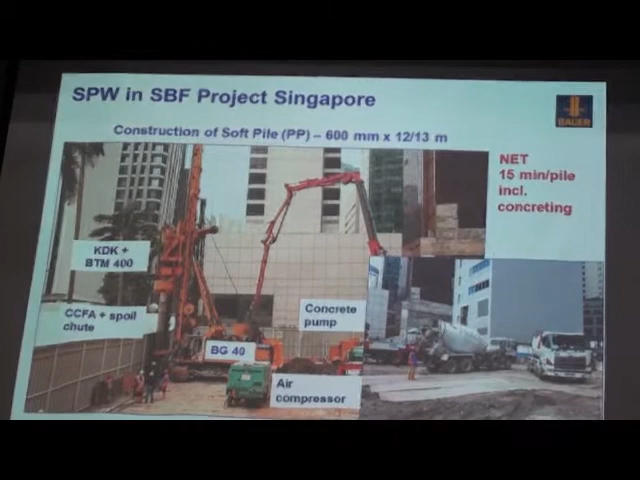 SPW in SBF Project Singapore
BAUER
Construction of Soft Pile (PP) – 600 mm x 12/13 m
NET
15 min/pile
incl.
concreting
KDK +
BTM 400
CCFA + spoil
chute
Concrete
pump
BG 40
Air
compressor